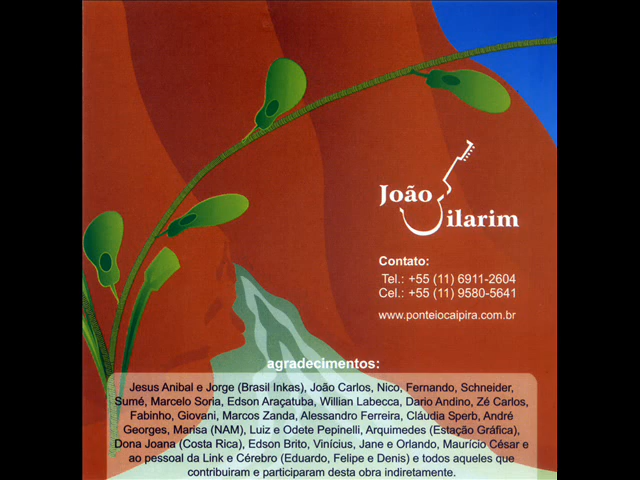 João
Vilarim
Contato:
Tel.: +55 (11) 6911-2604
Cel.: +55 (11) 9580-5641
www.ponteiocaipira.com.br
agradecimentos:
Jesus Anibal e Jorge (Brasil Inkas), João Carlos, Nico, Fernando, Schneider,
Sumé, Marcelo Soria, Edson Araçatuba, Willian Labecca, Dario Andino, Zé Carlos,
Fabinho, Giovani, Marcos Zanda, Alessandro Ferreira, Cláudia Sperb, André
Georges, Marisa (NAM), Luiz e Odete Pepinelli, Arquimedes (Estação Gráfica),
Dona Joana (Costa Rica), Edson Brito, Vinícius, Jane e Orlando, Maurício César e
ao pessoal da Link e Cérebro (Eduardo, Felipe e Denis) e todos aqueles que
contribuiram e participaram desta obra indiretamente.